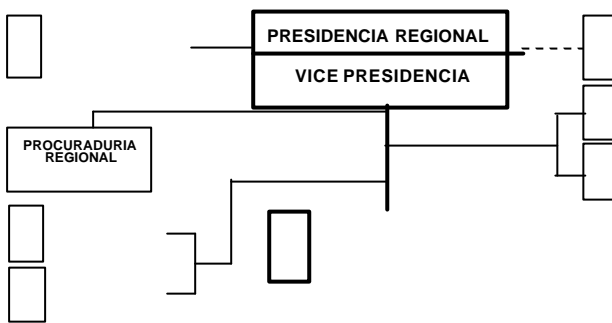 PRESIDENCIA REGIONAL
VICE PRESIDENCIA
PROCURADURIA
REGIONAL